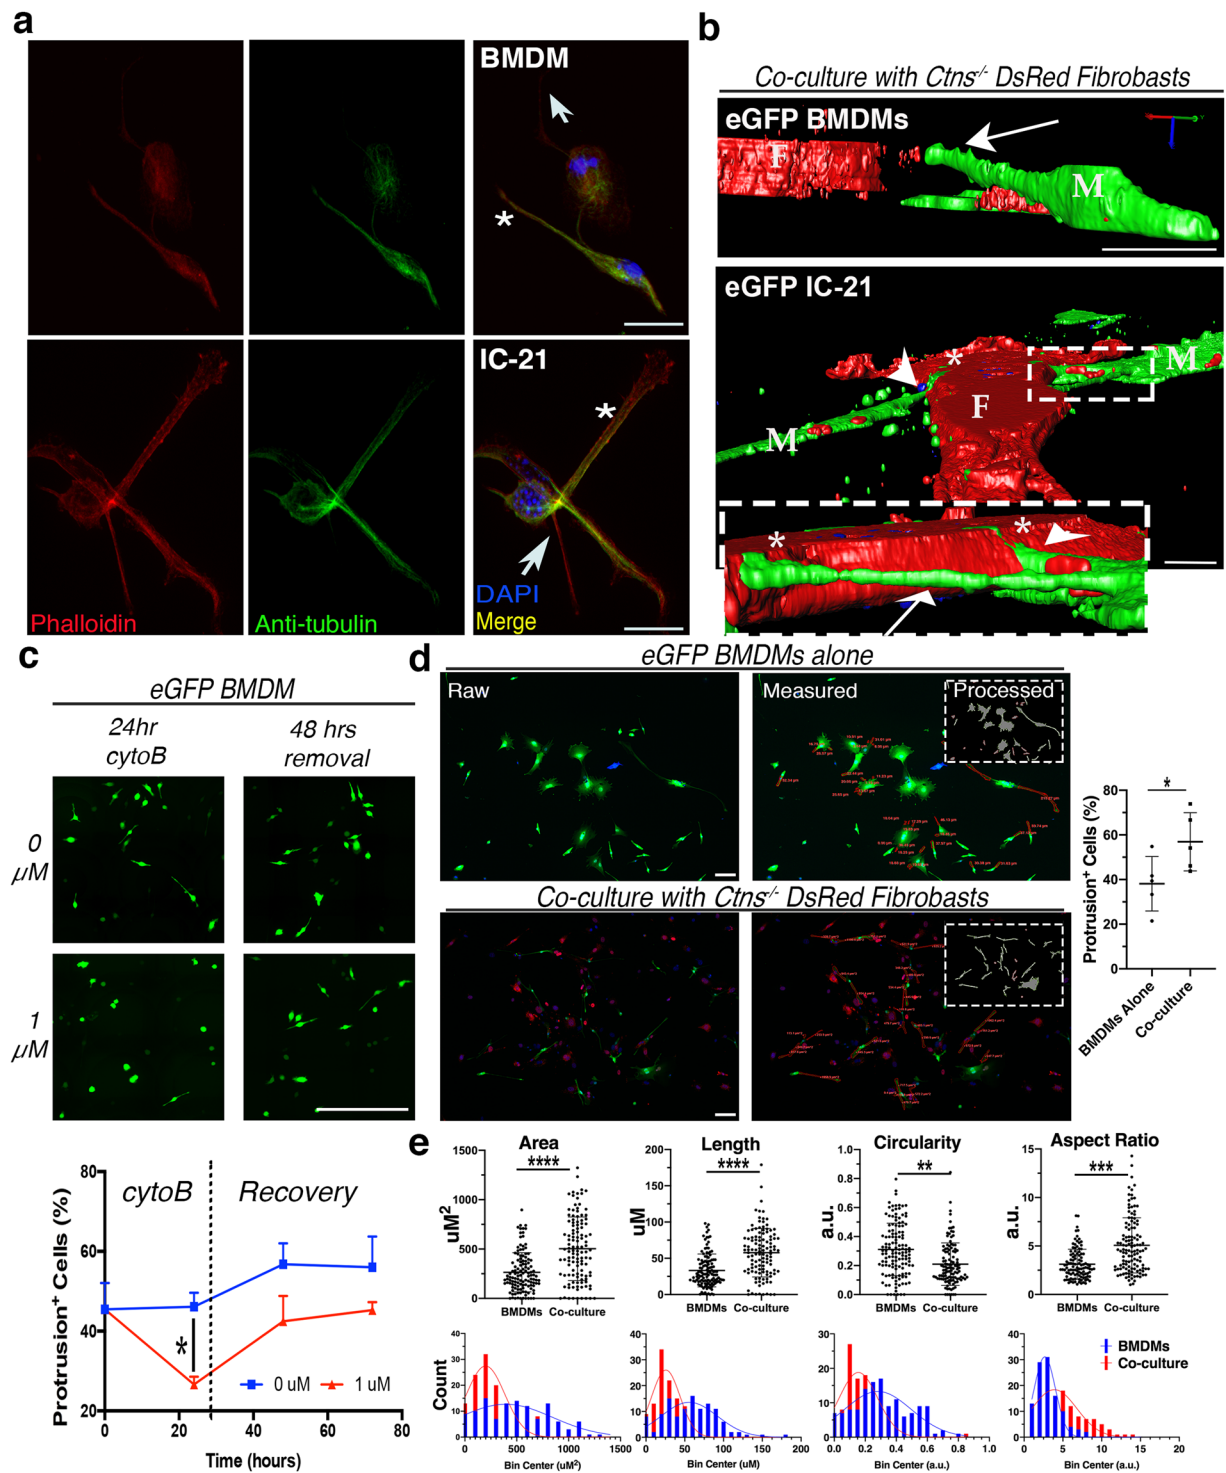 a
BMDM
*
IC-21
*
Phalloidin
Anti-tubulin
DAPI
Merge
b
Co-culture with Ctns-/- DsRed Fibrobasts
eGFP BMDMs
F
M
eGFP IC-21
*
M
F
M
*
*
c
eGFP BMDM
24hr
cytoB
48 hrs
removal
0
µM
1
µM
80
60
40
20
0
20
40
60
80
cytoB
Recovery
*
0 uM
1 uM
Protrusion+ Cells (%)
Time (hours)
d
eGFP BMDMs alone
Raw
Measured
Processed
Co-culture with Ctns-/- DsRed Fibrobasts
80
60
40
20
0
*
Protrusion+ Cells (%)
BMDMs Alone
Co-culture
e
Area
****
1500
1000
500
0
uM2
BMDMs
Co-culture
Length
****
200
150
100
50
0
uM
BMDMs
Co-culture
Circularity
**
1.0
0.8
0.6
0.4
0.2
0.0
a.u.
BMDMs
Co-culture
Aspect Ratio
***
15
10
5
0
a.u.
BMDMs
Co-culture
Count
40
30
20
10
0
0
500
1000
1500
Bin Center (uM2)
40
30
20
10
0
0
50
100
150
200
Bin Center (uM)
30
20
10
0
0.0
0.2
0.4
0.6
0.8
1.0
Bin Center (a.u.)
40
30
20
10
0
0
5
10
15
20
Bin Center (a.u.)
BMDMs
Co-culture